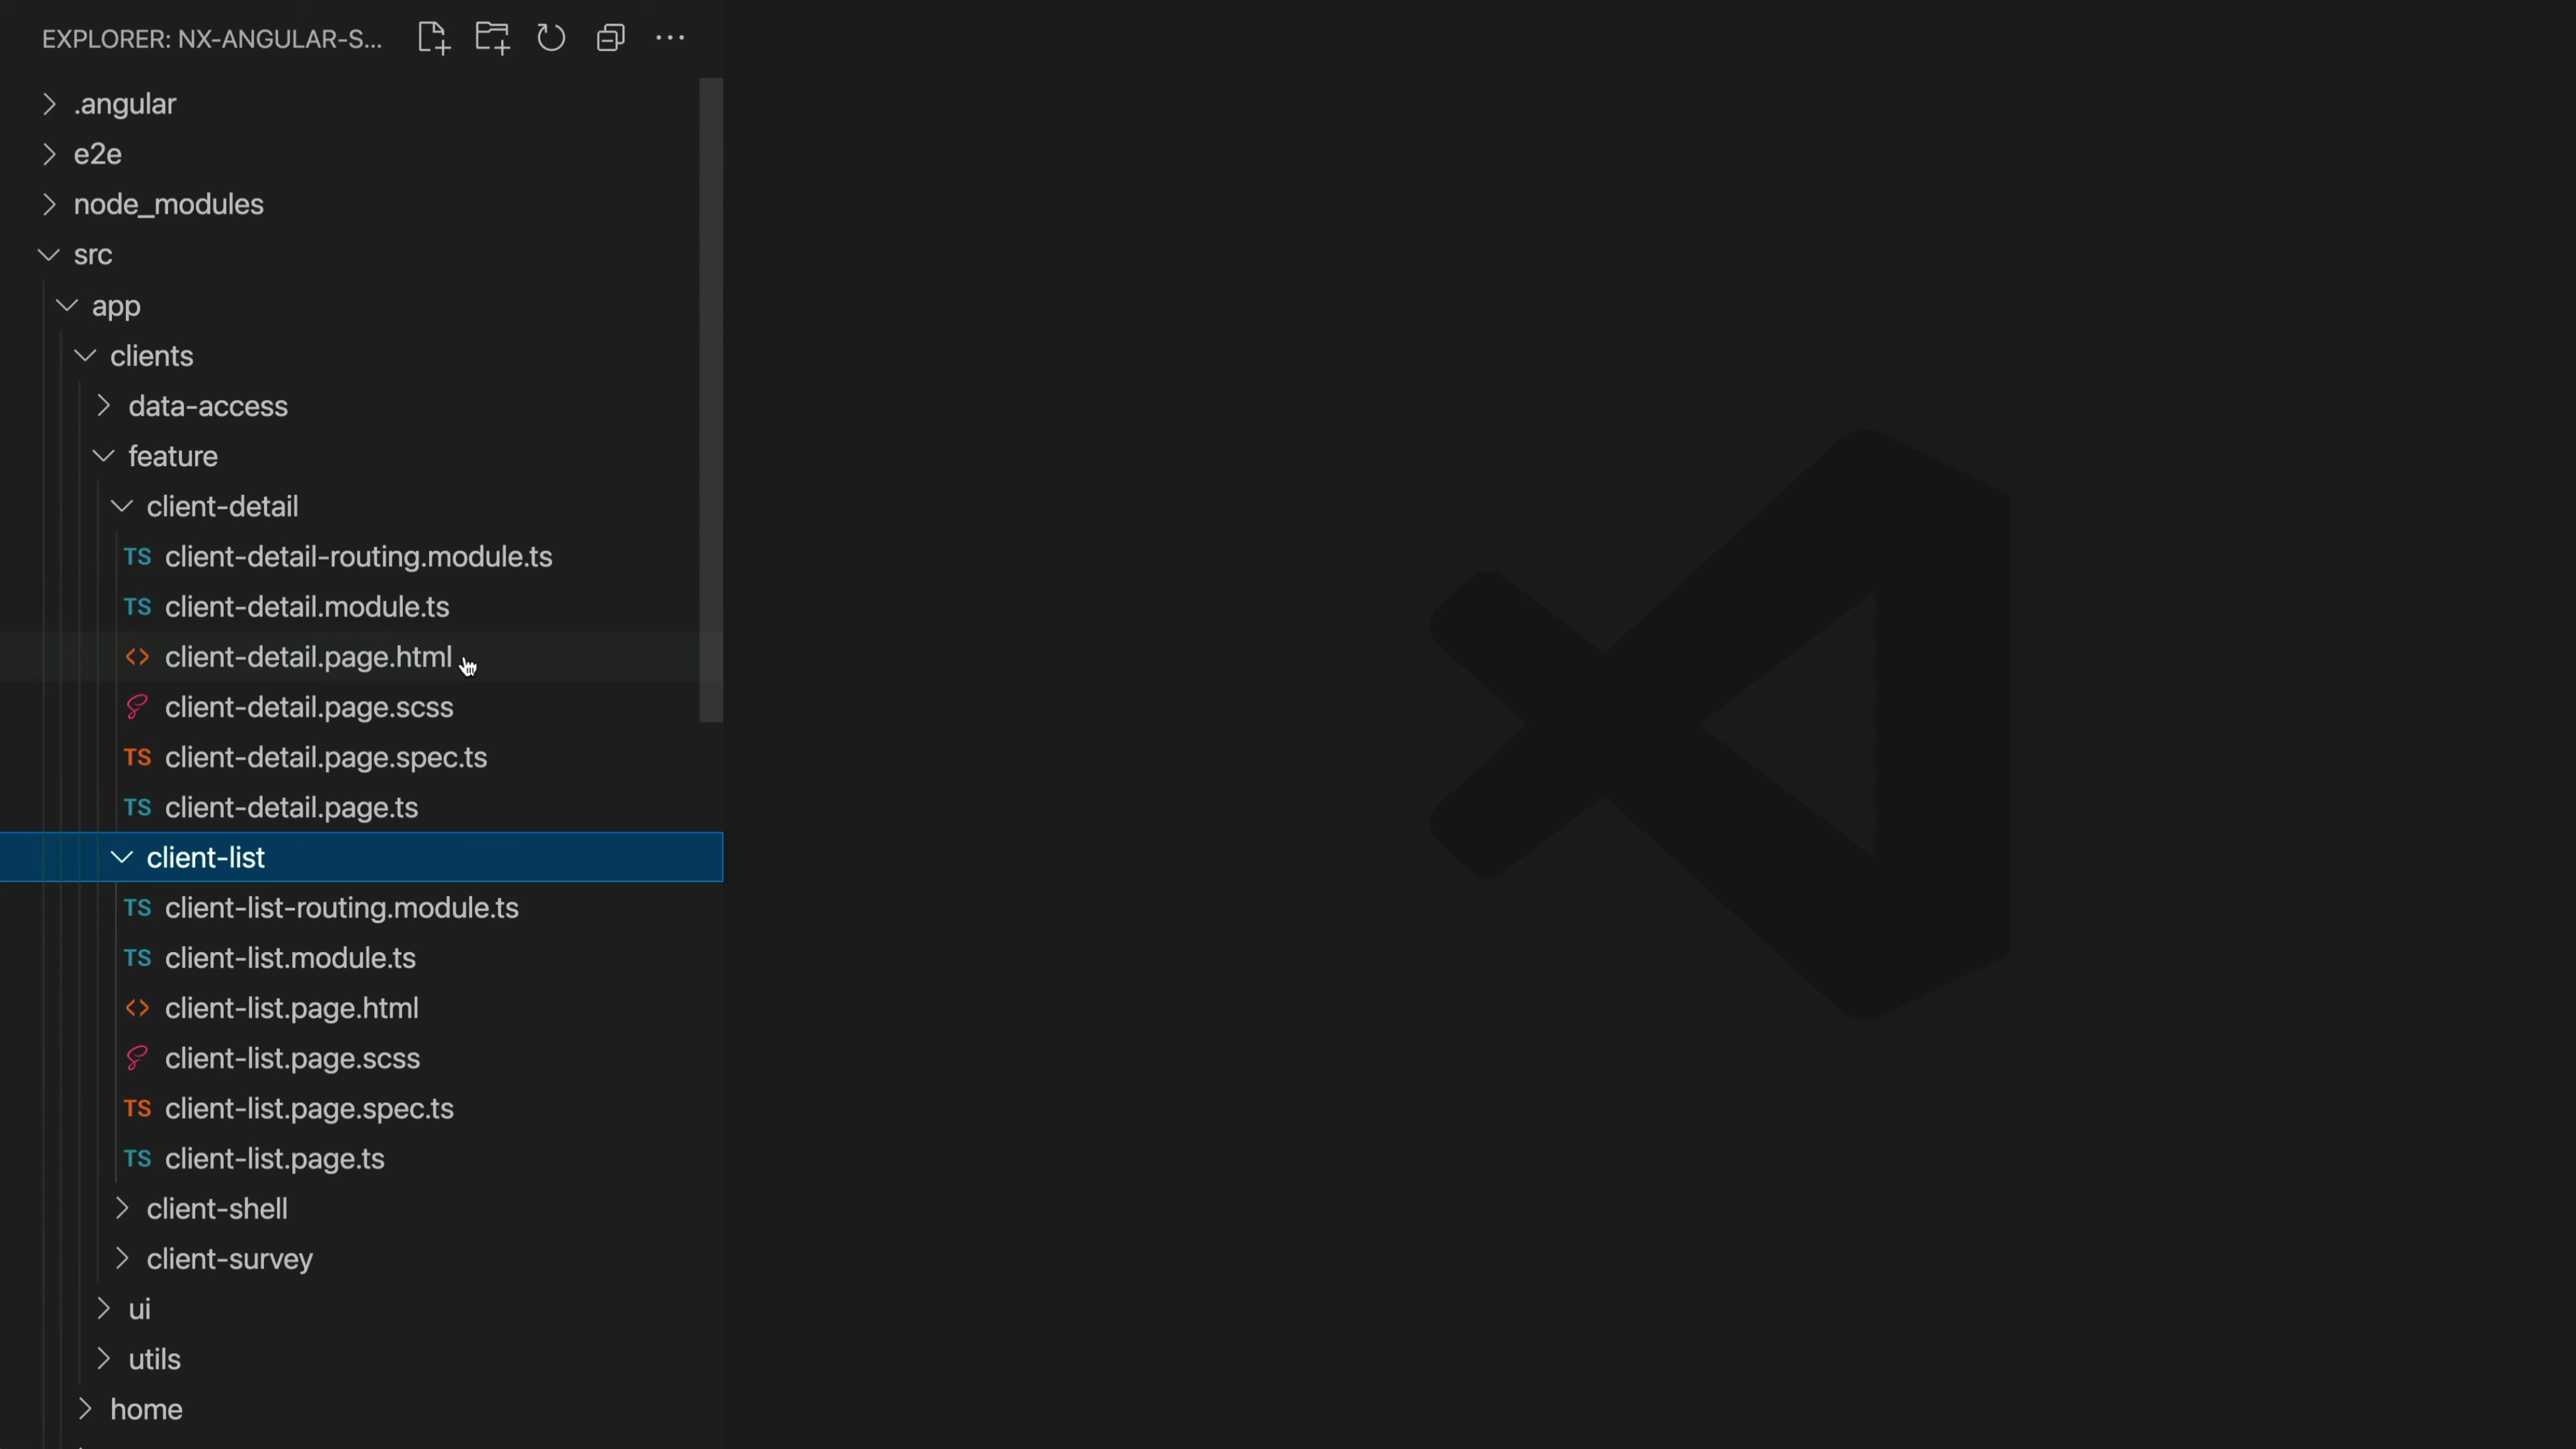 EXPLORER: NX-ANGULAR-S...
.angular
e2e
node_modules
src
app
clients
data-access
feature
client-detail
TS client-detail-routing.module.ts
TS client-detail.module.ts
<> client-detail.page.html
client-detail.page.scss
TS client-detail.page.spec.ts
TS client-detail.page.ts
client-list
TS client-list-routing.module.ts
TS client-list.module.ts
<> client-list.page.html
client-list.page.scss
TS client-list.page.spec.ts
TS client-list.page.ts
client-shell
client-survey
ui
utils
home